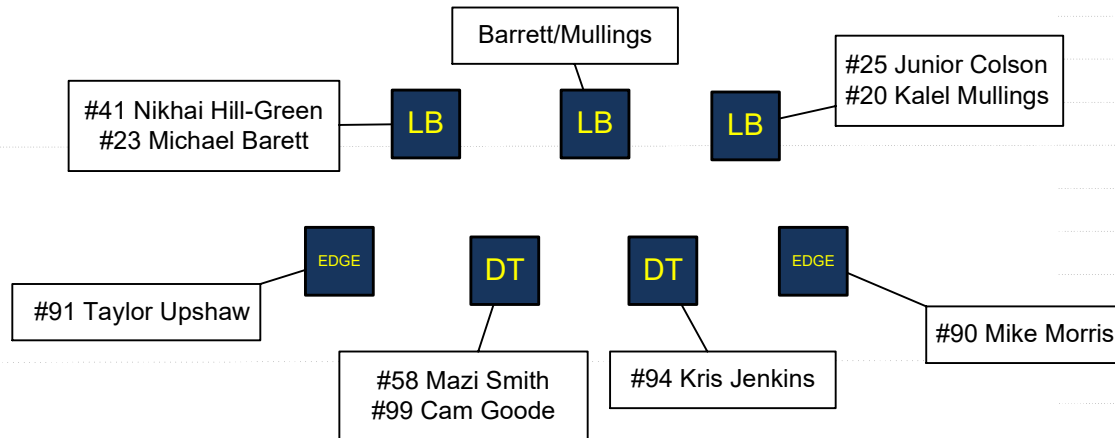 Barrett/Mullings
#41 Nikhai Hill-Green
#23 Michael Barett
LB
LB
LB
#25 Junior Colson
#20 Kalel Mullings
EDGE
DT
DT
EDGE
#91 Taylor Upshaw
#58 Mazi Smith
#99 Cam Goode
#94 Kris Jenkins
#90 Mike Morris